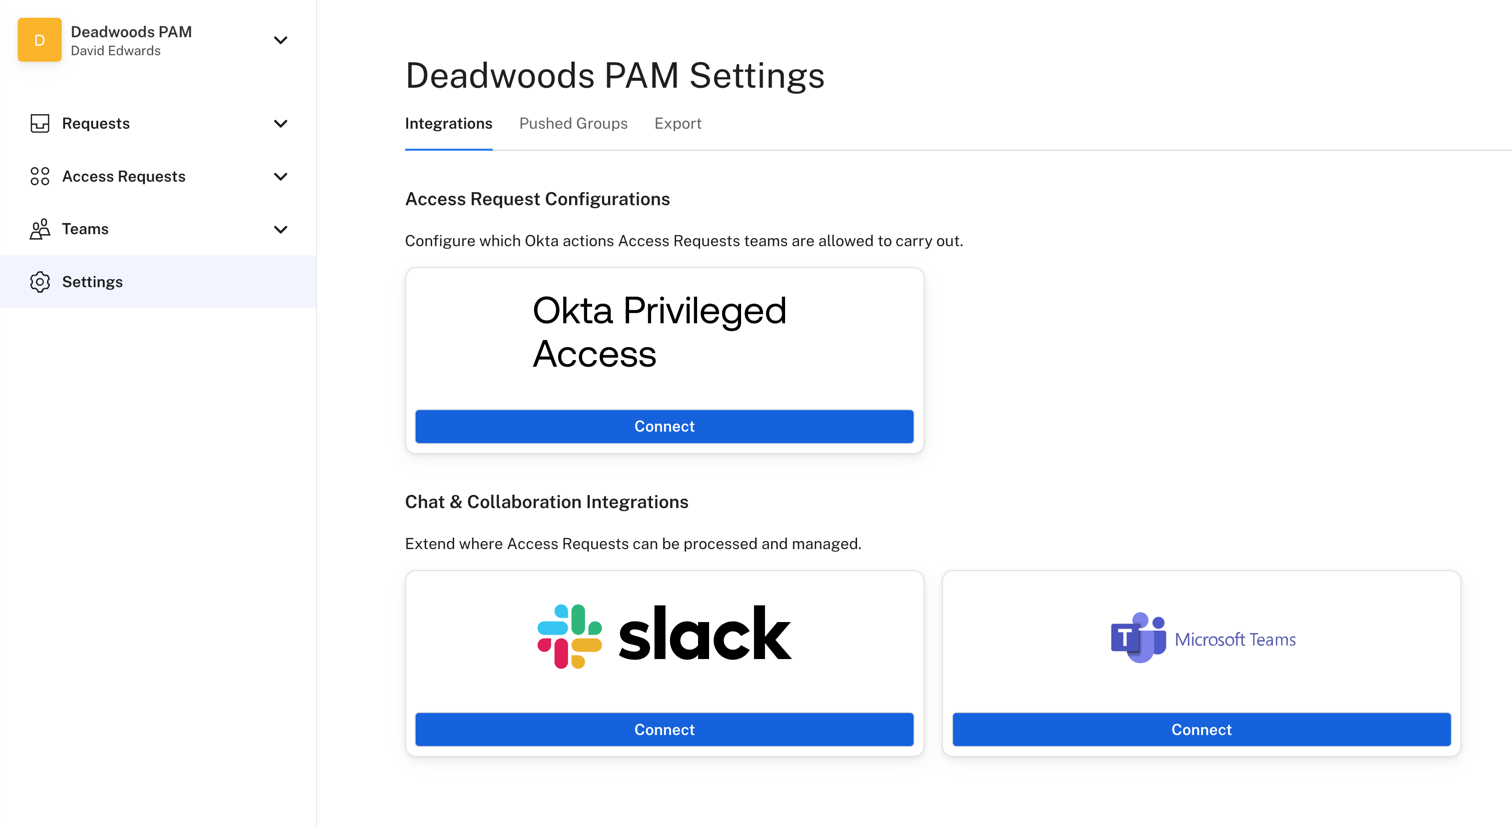 D
Deadwoods PAM
David Edwards
Requests
Access Requests
Teams
Settings
Deadwoods PAM Settings
Integrations Pushed Groups Export
Access Request Configurations
Configure which Okta actions Access Requests teams are allowed to carry out.
Okta Privileged
Access
Connect
Chat & Collaboration Integrations
Extend where Access Requests can be processed and managed.
slack
T Microsoft Teams
Connect
Connect